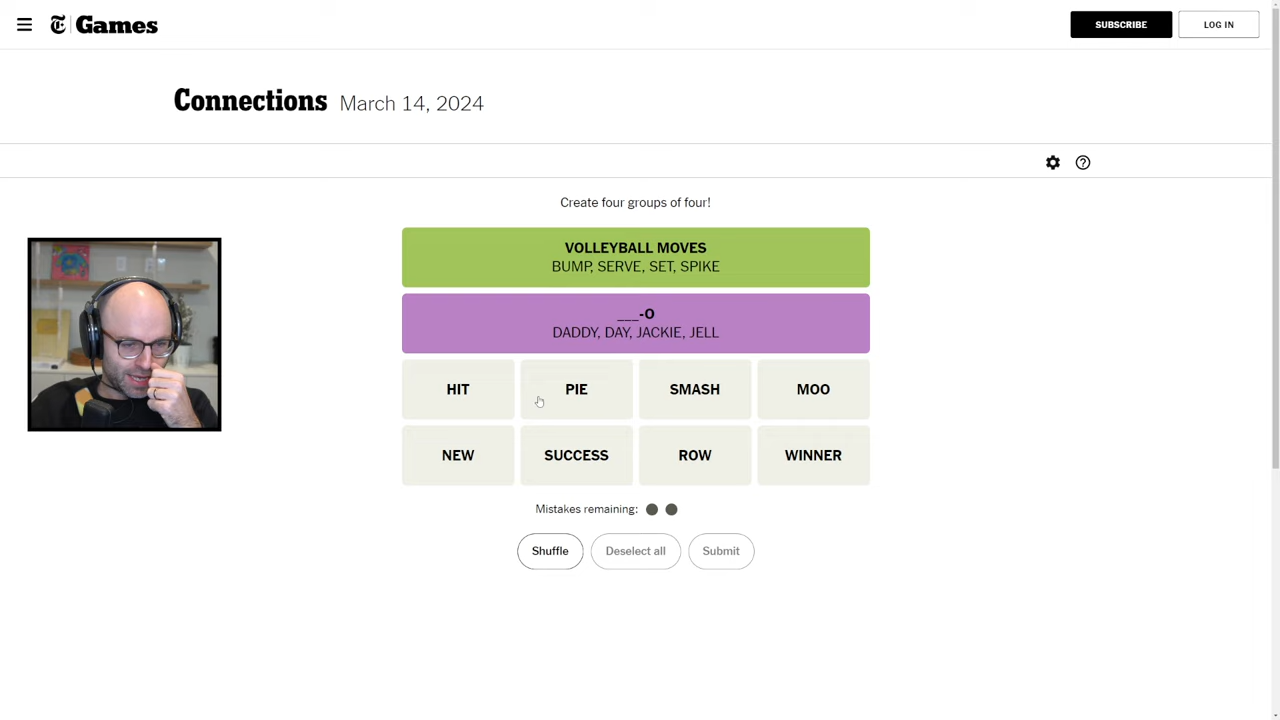 Games
SUBSCRIBE
LOG IN
Connections March 14, 2024
Create four groups of four!
VOLLEYBALL MOVES
BUMP, SERVE, SET, SPIKE
___-O
DADDY, DAY, JACKIE, JELL
HIT PIE SMASH MOO
NEW SUCCESS ROW WINNER
Mistakes remaining:
Shuffle Deselect all Submit